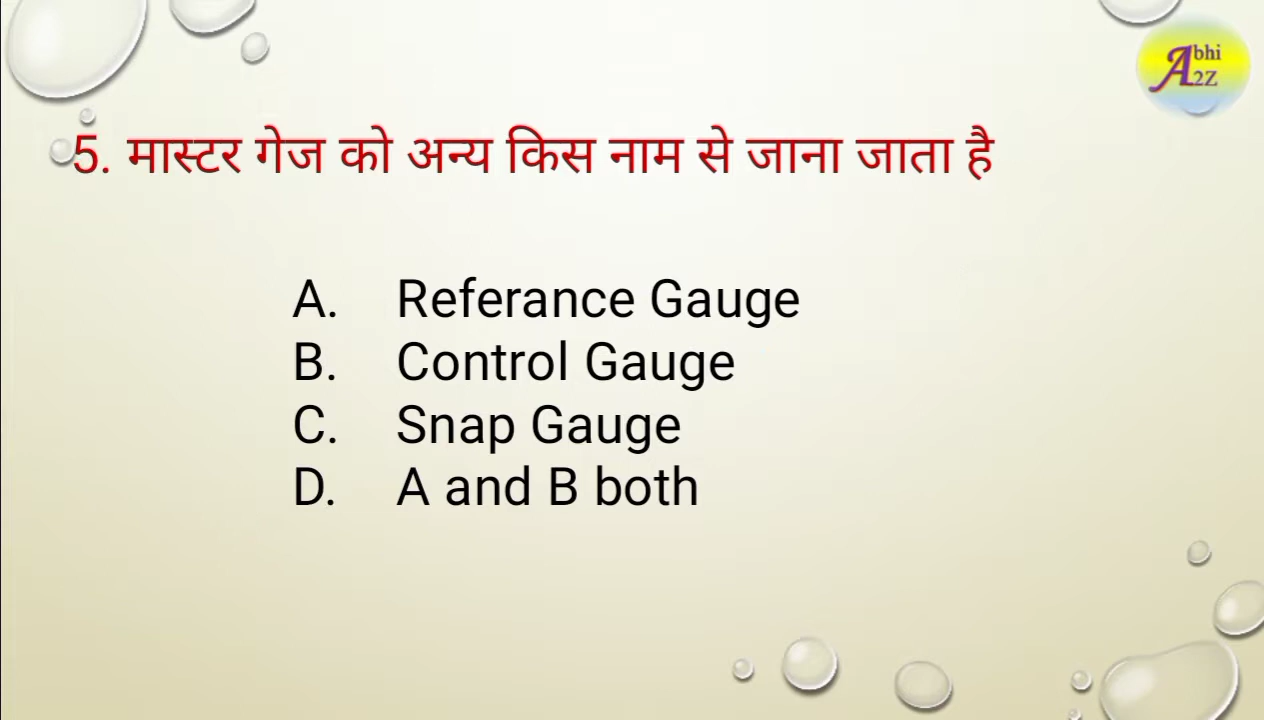 Abhi
A2Z
5. मास्टर गेज को अन्य किस नाम से जाना जाता है
A. Referance Gauge
B. Control Gauge
C. Snap Gauge
D. A and B both